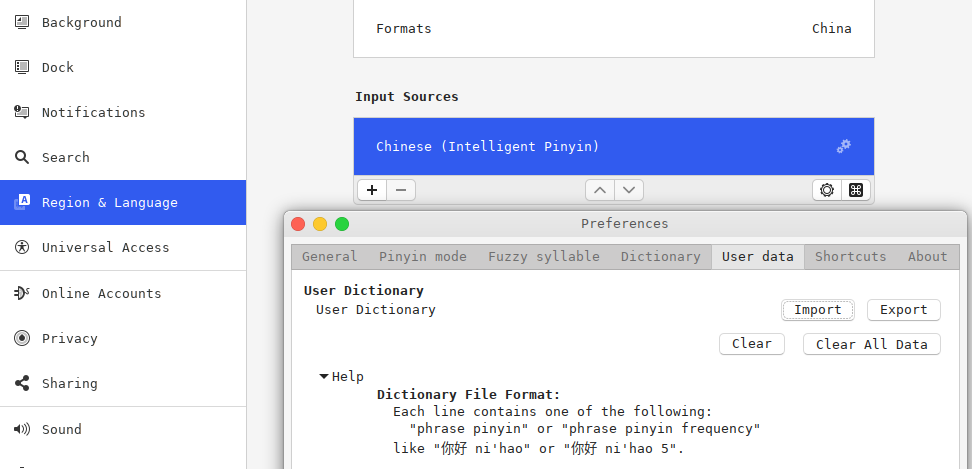 Background
Dock
Notifications
Search
Region & Language
Universal Access
Online Accounts
Privacy
Sharing
Sound
Formats China
Input Sources
Chinese (Intelligent Pinyin)
Preferences
General Pinyin mode Fuzzy syllable Dictionary User data Shortcuts About
User Dictionary
User Dictionary Import Export
Clear Clear All Data
Help
Dictionary File Format:
Each line contains one of the following:
"phrase pinyin" or "phrase pinyin frequency"
like "你好 ni'hao" or "你好 ni'hao 5".